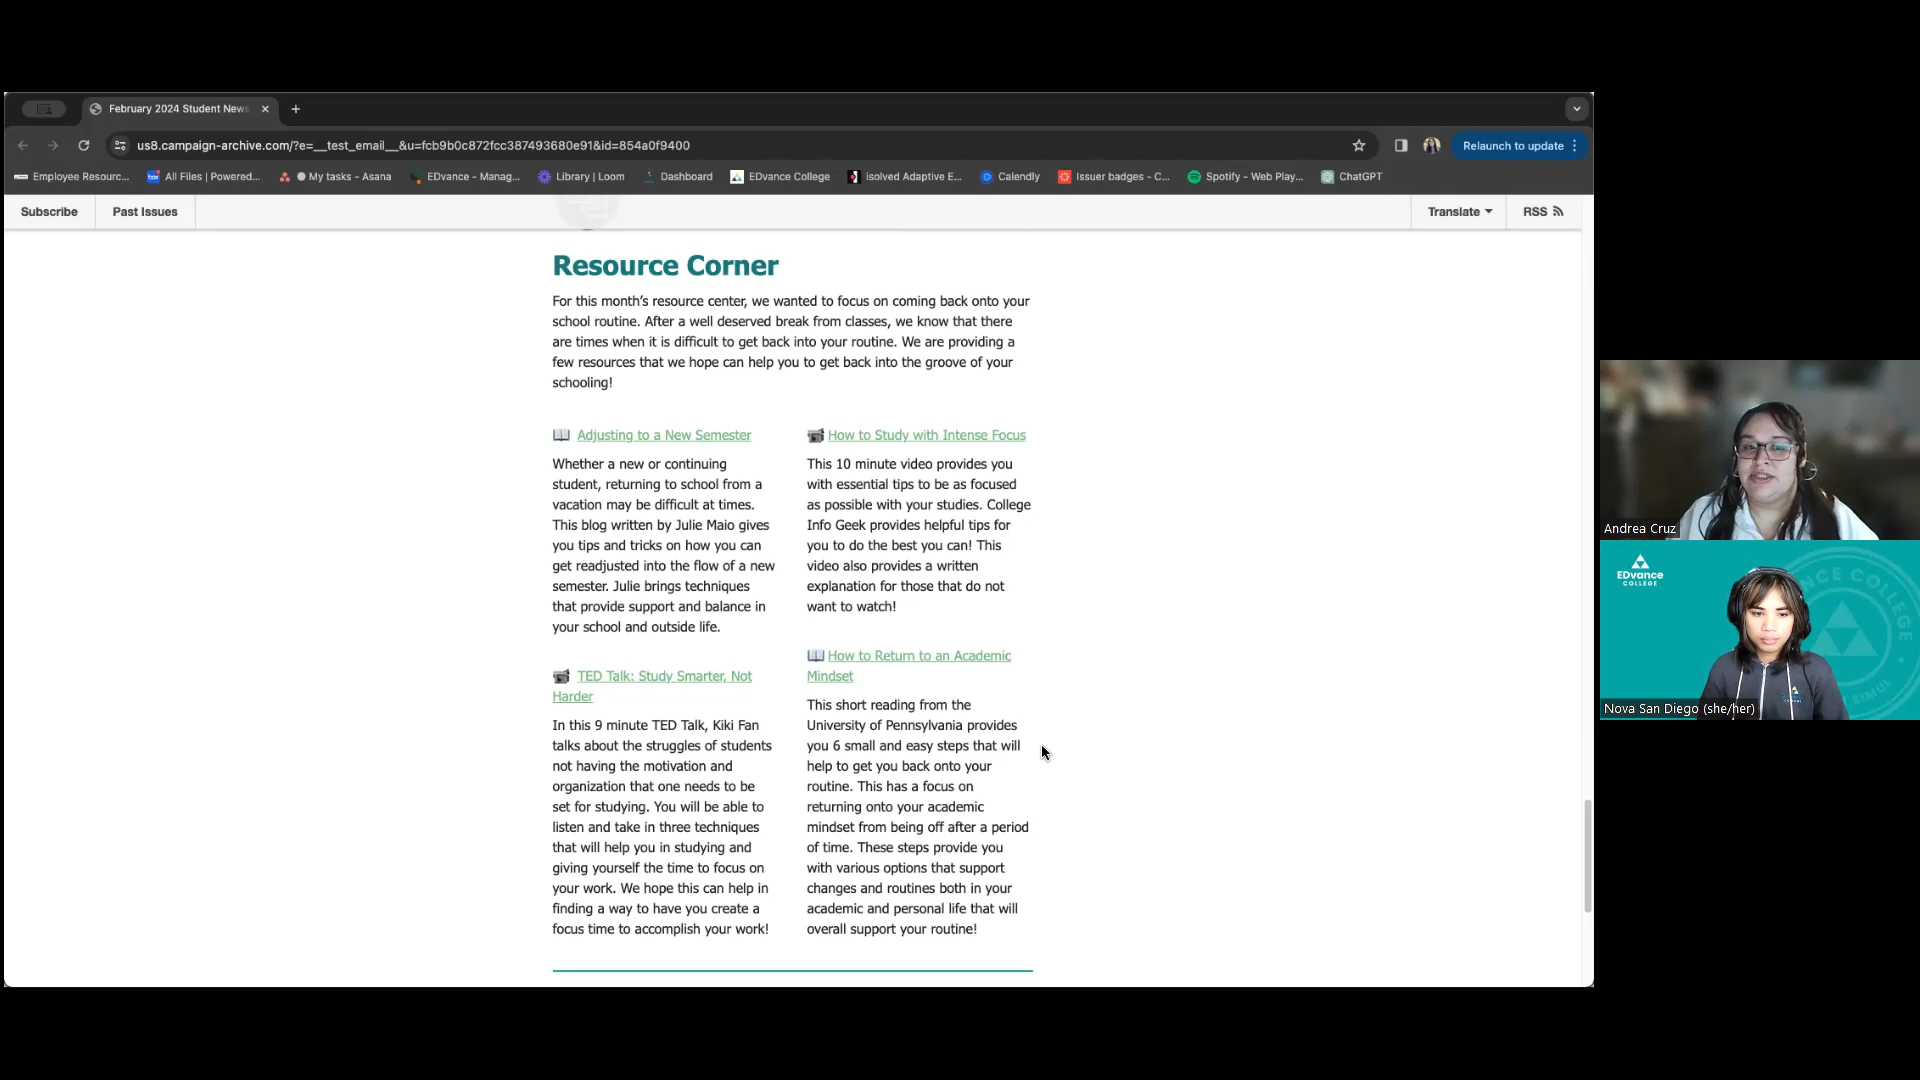 February 2024 Student News
us8.campaign-archive.com/?e=__test_email__&u=fcb9b0c872fcc387493680e91&id=854a0f9400
Relaunch to update
Employee Resourc...
All Files | Powered...
My tasks - Asana
EDvance - Manag...
Library | Loom
Dashboard
EDvance College
isolved Adaptive E...
Calendly
Issuer badges - C...
Spotify - Web Play...
ChatGPT
Subscribe
Past Issues
Translate
RSS
Resource Corner
For this month’s resource center, we wanted to focus on coming back onto your
school routine. After a well deserved break from classes, we know that there
are times when it is difficult to get back into your routine. We are providing a
few resources that we hope can help you to get back into the groove of your
schooling!
Adjusting to a New Semester
Whether a new or continuing
student, returning to school from a
vacation may be difficult at times.
This blog written by Julie Maio gives
you tips and tricks on how you can
get readjusted into the flow of a new
semester. Julie brings techniques
that provide support and balance in
your school and outside life.
TED Talk: Study Smarter, Not
Harder
In this 9 minute TED Talk, Kiki Fan
talks about the struggles of students
not having the motivation and
organization that one needs to be
set for studying. You will be able to
listen and take in three techniques
that will help you in studying and
giving yourself the time to focus on
your work. We hope this can help in
finding a way to have you create a
focus time to accomplish your work!
How to Study with Intense Focus
This 10 minute video provides you
with essential tips to be as focused
as possible with your studies. College
Info Geek provides helpful tips for
you to do the best you can! This
video also provides a written
explanation for those that do not
want to watch!
How to Return to an Academic
Mindset
This short reading from the
University of Pennsylvania provides
you 6 small and easy steps that will
help to get you back onto your
routine. This has a focus on
returning onto your academic
mindset from being off after a period
of time. These steps provide you
with various options that support
changes and routines both in your
academic and personal life that will
overall support your routine!
Andrea Cruz
EDvance
COLLEGE
Nova San Diego (she/her)